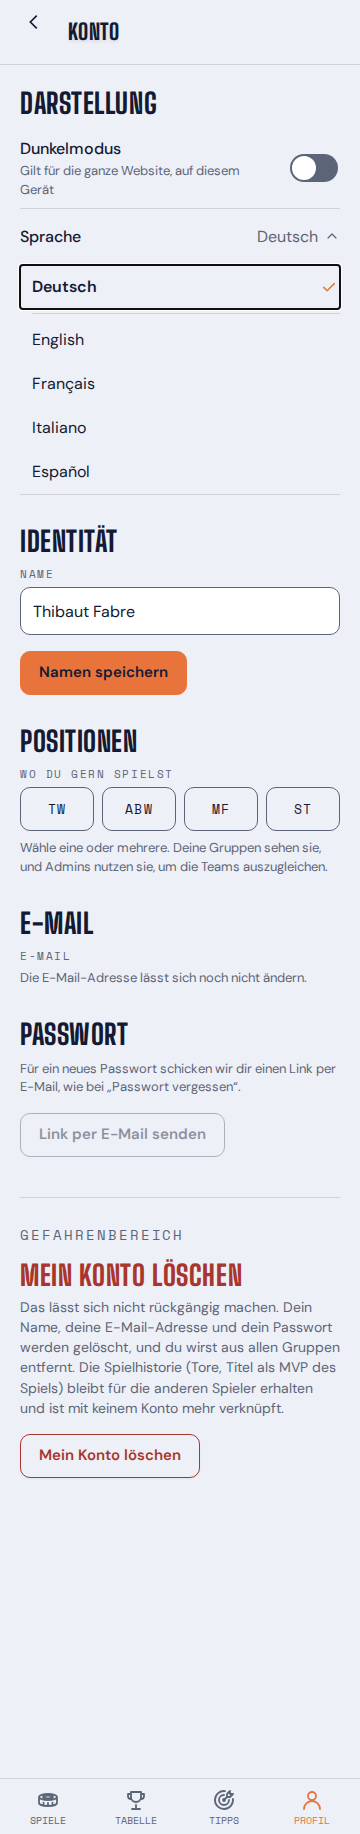 KONTO
DARSTELLUNG
Dunkelmodus
Gilt für die ganze Website, auf diesem
Gerät
Sprache
Deutsch
Deutsch
English
Français
Italiano
Español
IDENTITÄT
NAME
Thibaut Fabre
Namen speichern
POSITIONEN
WO DU GERN SPIELST
TW
ABW
MF
ST
Wähle eine oder mehrere. Deine Gruppen sehen sie,
und Admins nutzen sie, um die Teams auszugleichen.
E-MAIL
E-MAIL
Die E-Mail-Adresse lässt sich noch nicht ändern.
PASSWORT
Für ein neues Passwort schicken wir dir einen Link per
E-Mail, wie bei „Passwort vergessen“.
Link per E-Mail senden
GEFAHRENBEREICH
MEIN KONTO LÖSCHEN
Das lässt sich nicht rückgängig machen. Dein
Name, deine E-Mail-Adresse und dein Passwort
werden gelöscht, und du wirst aus allen Gruppen
entfernt. Die Spielhistorie (Tore, Titel als MVP des
Spiels) bleibt für die anderen Spieler erhalten
und ist mit keinem Konto mehr verknüpft.
Mein Konto löschen
SPIELE
TABELLE
TIPPS
PROFIL